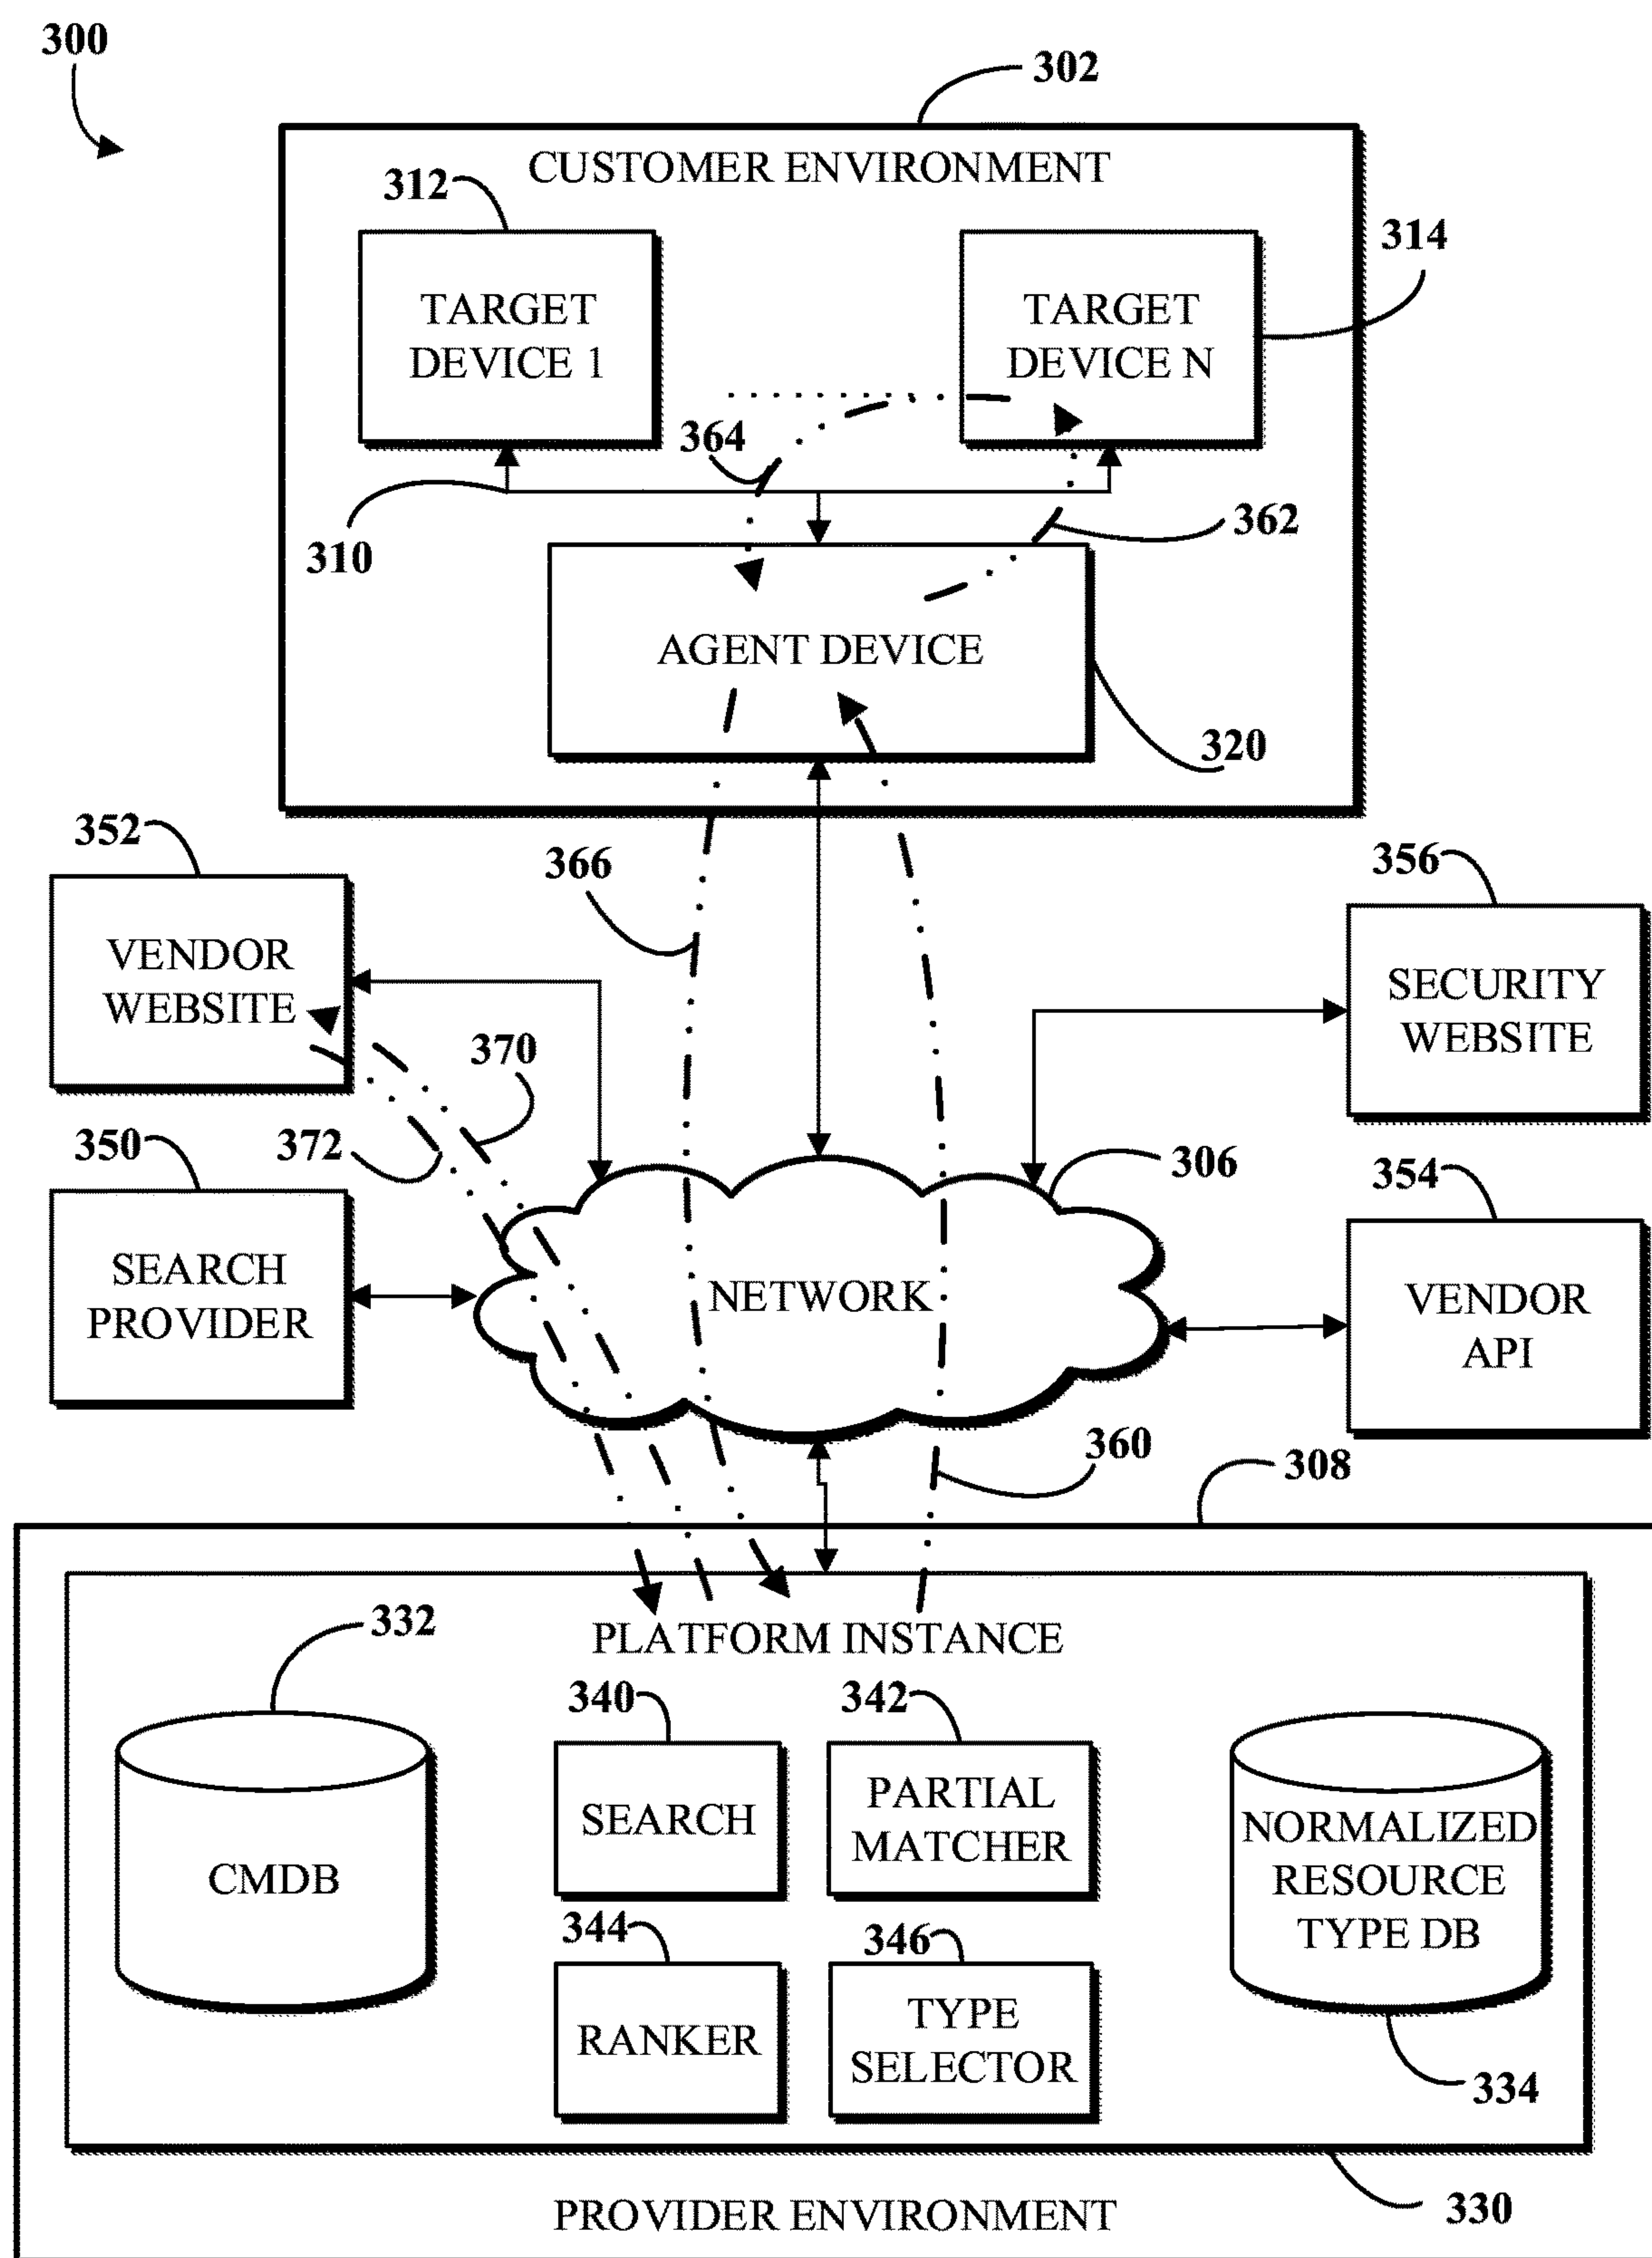 300
302
CUSTOMER ENVIRONMENT
312
314
TARGET
DEVICE 1
TARGET
DEVICE N
364
310
362
AGENT DEVICE
320
352
366
356
VENDOR
WEBSITE
SECURITY
WEBSITE
370
372
350
306
354
SEARCH
PROVIDER
NETWORK
VENDOR
API
360
308
332
PLATFORM INSTANCE
340
342
SEARCH
PARTIAL
MATCHER
CMDB
NORMALIZED
RESOURCE
TYPE DB
344
346
RANKER
TYPE
SELECTOR
334
330
PROVIDER ENVIRONMENT